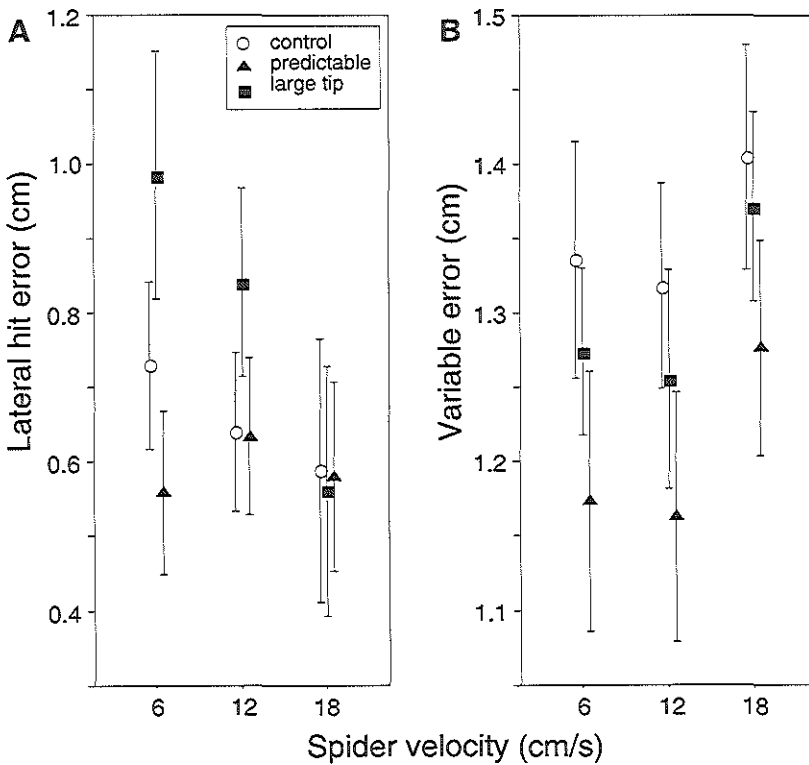 A
Lateral hit error (cm)
1.2
1.0
0.8
0.6
0.4
control
predictable
large tip
6
12
18
B
Variable error (cm)
1.5
1.4
1.3
1.2
1.1
6
12
18
Spider velocity (cm/s)